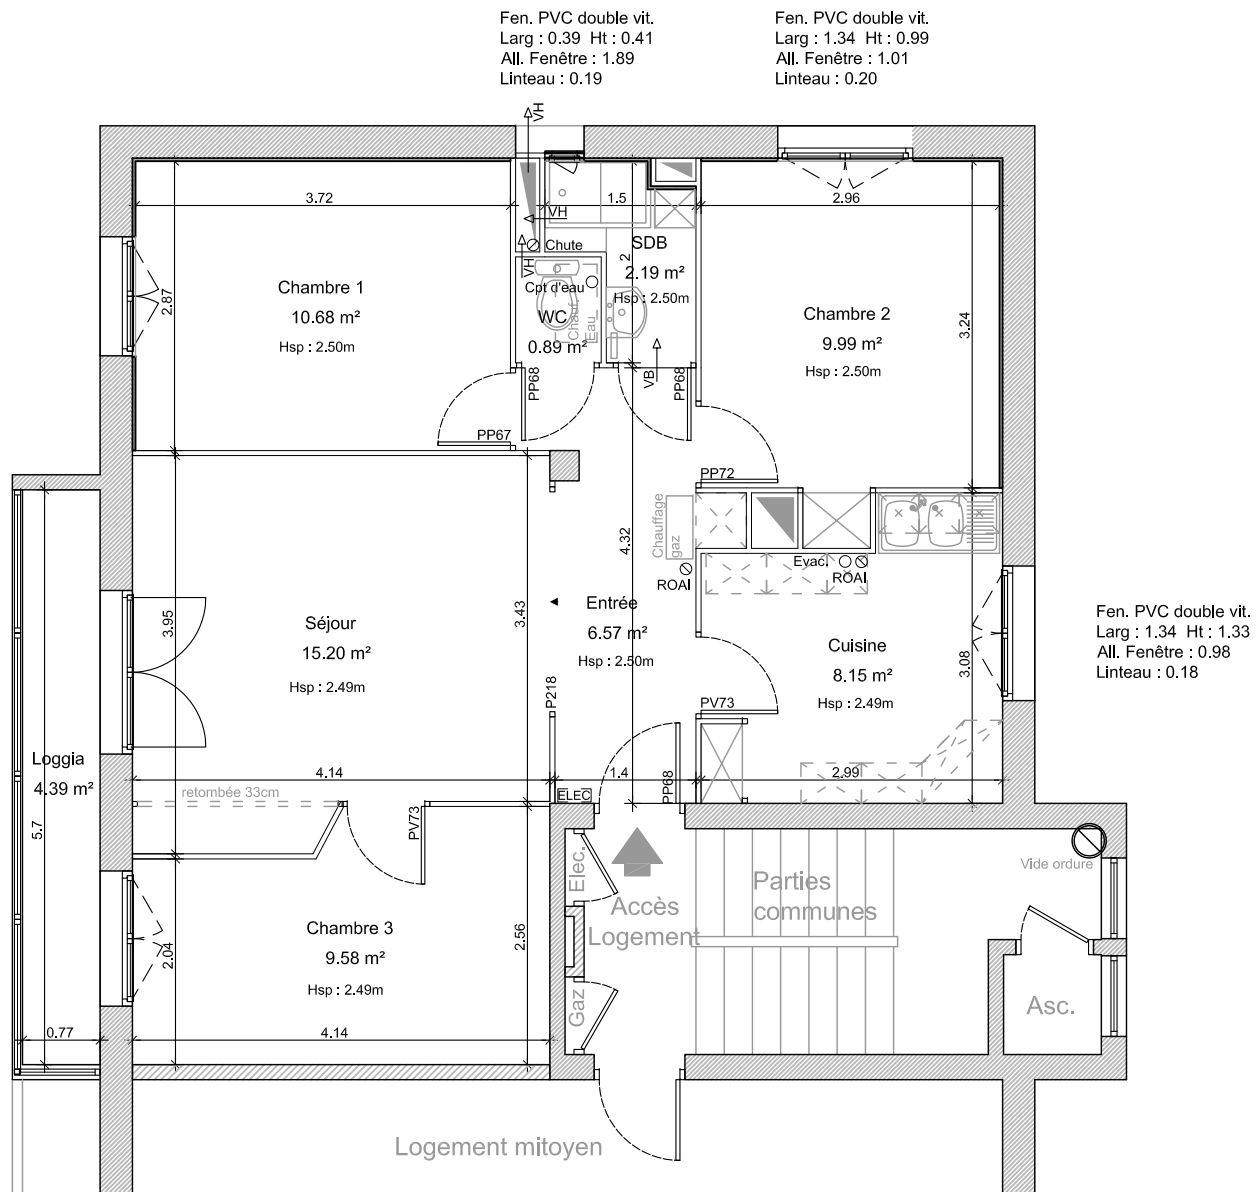 Fen. PVC double vit.
Larg : 0.39 Ht : 0.41
All. Fenêtre : 1.89
Linteau : 0.19
Fen. PVC double vit.
Larg : 1.34 Ht : 0.99
All. Fenêtre : 1.01
Linteau : 0.20
VH
3.72
1.5
2.96
VH
Chute
VH
SDB
2
2.19 m²
Hsp : 2.50m
Chambre 1
10.68 m²
Hsp : 2.50m
2.87
Cpt d'eau
WC
0.89 m²
Chauf
Eau
Chambre 2
9.99 m²
Hsp : 2.50m
3.24
PP68
VB
PP68
PP67
PP72
Chauffage
gaz
4.32
ROAI
Evac.
ROAI
Séjour
15.20 m²
Hsp : 2.49m
3.95
3.43
Entrée
6.57 m²
Hsp : 2.50m
Cuisine
8.15 m²
Hsp : 2.49m
3.08
Fen. PVC double vit.
Larg : 1.34 Ht : 1.33
All. Fenêtre : 0.98
Linteau : 0.18
P218
PV73
Loggia
4.39 m²
5.7
4.14
1.4
2.99
retombée 33cm
PV73
ELEC
PP68
Elec.
Accès
Logement
Parties
communes
Vide ordure
Chambre 3
9.58 m²
Hsp : 2.49m
2.04
2.56
Gaz
Asc.
0.77
4.14
Logement mitoyen